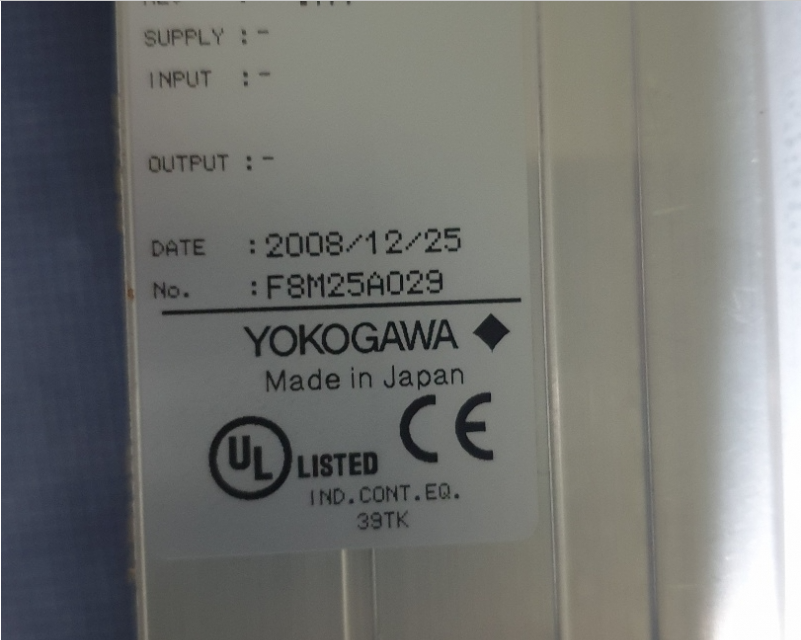 SUPPLY :-
INPUT :-
OUTPUT :-
DATE :2008/12/25
No. :F8M25A029
YOKOGAWA
Made in Japan
UL LISTED CE
IND.CONT.EQ.
39TK